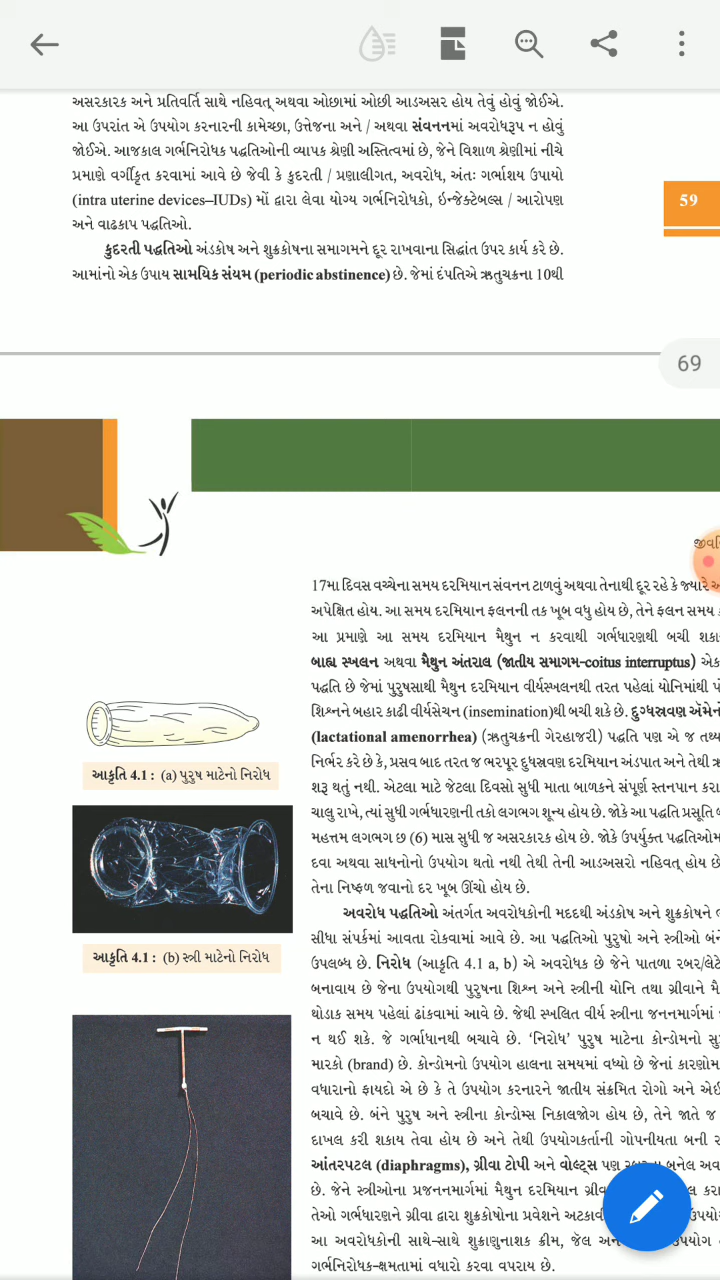 અસરકારક અને પ્રતિવર્તિ સાથે નહિવત્ અથવા ઓછામાં ઓછી આડઅસર હોય તેવું હોવું જોઈએ.
આ ઉપરાંત એ ઉપયોગ કરનારની કામેચ્છા, ઉત્તેજના અને / અથવા સંવનનમાં અવરોધરૂપ ન હોવું
જોઈએ. આજકાલ ગર્ભનિરોધક પદ્ધતિઓની વ્યાપક શ્રેણી અસ્તિત્વમાં છે, જેને વિશાળ શ્રેણીમાં નીચે
પ્રમાણે વર્ગીકૃત કરવામાં આવે છે જેવી કે કુદરતી / પ્રણાલીગત, અવરોધ, અંતઃ ગર્ભાશય ઉપાયો
(intra uterine devices–IUDs) મોં દ્વારા લેવા યોગ્ય ગર્ભનિરોધકો, ઇન્જેક્ટેબલ્સ / આરોપણ
અને વાઢકાપ પદ્ધતિઓ.
59
કુદરતી પદ્ધતિઓ અંડકોષ અને શુક્રકોષના સમાગમને દૂર રાખવાના સિદ્ધાંત ઉપર કાર્ય કરે છે.
આમાંનો એક ઉપાય સામયિક સંયમ (periodic abstinence) છે. જેમાં દંપતિએ ઋતુચક્રના 10થી
69
17મા દિવસ વચ્ચેના સમય દરમિયાન સંવનન ટાળવું અથવા તેનાથી દૂર રહે કે જ્યારે
અપેક્ષિત હોય. આ સમય દરમિયાન ફલનની તક ખૂબ વધુ હોય છે, તેને ફલન સમય
આ પ્રમાણે આ સમય દરમિયાન મૈથુન ન કરવાથી ગર્ભધારણથી બચી
બાહ્ય સ્ખલન અથવા મૈથુન અંતરાલ (જાતીય સમાગમ-coitus interruptus) એક
પદ્ધતિ છે જેમાં પુરુષસાથી મૈથુન દરમિયાન વીર્યસ્ખલનથી તરત પહેલાં યોનિમાંથી
શિશ્નને બહાર કાઢી વીર્યસેચન (insemination)થી બચી શકે છે. દુગ્ધસ્રવણ
(lactational amenorrhea) (ઋતુચક્રની ગેરહાજરી) પદ્ધતિ પણ એ જ
નિર્ભર કરે છે કે, પ્રસવ બાદ તરત જ ભરપૂર દુધસ્રવણ દરમિયાન અંડપાત અને તેથી
શરૂ થતું નથી. એટલા માટે જેટલા દિવસો સુધી માતા બાળકને સંપૂર્ણ સ્તનપાન
ચાલુ રાખે, ત્યાં સુધી ગર્ભધારણની તકો લગભગ શૂન્ય હોય છે. જોકે આ પદ્ધતિ પ્રસૂતિ
મહત્તમ લગભગ છ (6) માસ સુધી જ અસરકારક હોય છે. જોકે ઉપર્યુક્ત
દવા અથવા સાધનોનો ઉપયોગ થતો નથી તેથી તેની આડઅસરો નહિવત્ હોય
તેના નિષ્ફળ જવાનો દર ખૂબ ઊંચો હોય છે.
આકૃતિ 4.1 : (a) પુરુષ માટેનો નિરોધ
આકૃતિ 4.1 : (b) સ્ત્રી માટેનો નિરોધ
અવરોધ પદ્ધતિઓ અંતર્ગત અવરોધકોની મદદથી અંડકોષ અને શુક્રકોષને
સીધા સંપર્કમાં આવતા રોકવામાં આવે છે. આ પદ્ધતિઓ પુરુષો અને સ્ત્રીઓ
ઉપલબ્ધ છે. નિરોધ (આકૃતિ 4.1 a, b) એ અવરોધક છે જેને પાતળા
બનાવાય છે જેના ઉપયોગથી પુરુષના શિશ્ન અને સ્ત્રીની યોનિ તથા ગ્રીવાને
થોડાક સમય પહેલાં ઢાંકવામાં આવે છે. જેથી સ્ખલિત વીર્ય સ્ત્રીના જનનમાર્ગમાં
ન થઈ શકે. જે ગર્ભાધાનથી બચાવે છે. ‘નિરોધ’ પુરુષ માટેના કોન્ડોમનો
મારકો (brand) છે. કોન્ડોમનો ઉપયોગ હાલના સમયમાં વધ્યો છે જેનાં
વધારાનો ફાયદો એ છે કે તે ઉપયોગ કરનારને જાતીય સંક્રમિત રોગો અને
બચાવે છે. બંને પુરુષ અને સ્ત્રીના કોન્ડોમ્સ નિકાલજોગ હોય છે, તેને જાતે જ
દાખલ કરી શકાય તેવા હોય છે અને તેથી ઉપયોગકર્તાની ગોપનીયતા બની
આંતરપટલ (diaphragms), ગ્રીવા ટોપી અને વોલ્ટ્સ પણ બનેલ
છે. જેને સ્ત્રીઓના પ્રજનનમાર્ગમાં મૈથુન દરમિયાન
તેઓ ગર્ભધારણને ગ્રીવા દ્વારા શુક્રકોષોના પ્રવેશને
આ અવરોધકોની સાથે-સાથે શુક્રાણુનાશક ક્રીમ, જૅલ
ગર્ભનિરોધક-ક્ષમતામાં વધારો કરવા વપરાય છે.